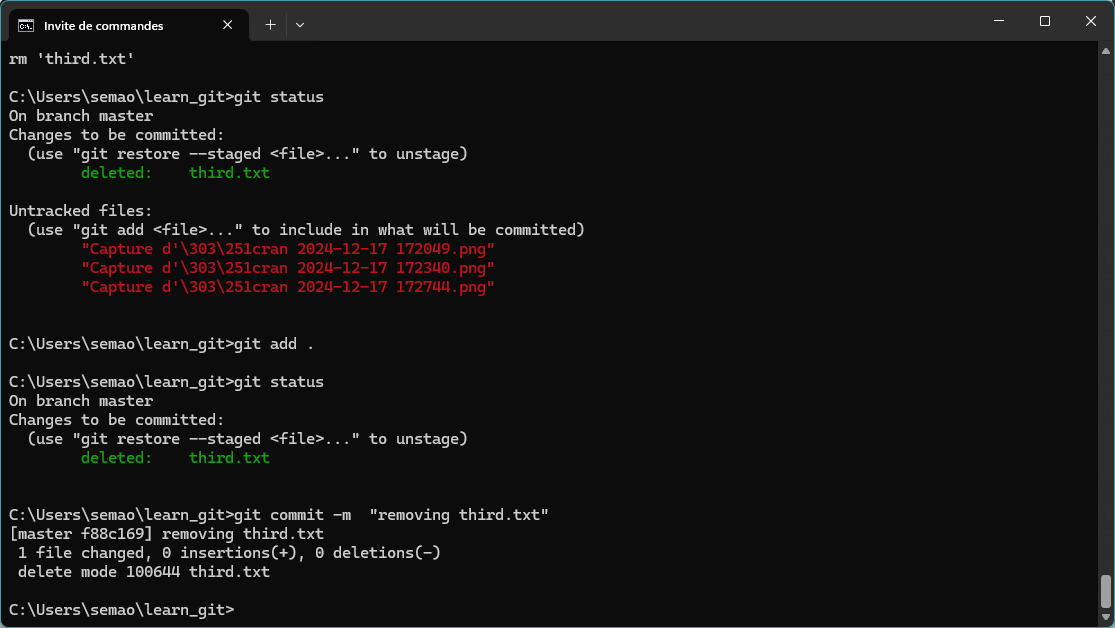 Invite de commandes
rm 'third.txt'
C:\Users\semao\learn_git>git status
On branch master
Changes to be committed:
  (use "git restore --staged <file>..." to unstage)
        deleted:    third.txt
Untracked files:
  (use "git add <file>..." to include in what will be committed)
        "Capture d'\303\251cran 2024-12-17 172049.png"
        "Capture d'\303\251cran 2024-12-17 172340.png"
        "Capture d'\303\251cran 2024-12-17 172744.png"
C:\Users\semao\learn_git>git add .
C:\Users\semao\learn_git>git status
On branch master
Changes to be committed:
  (use "git restore --staged <file>..." to unstage)
        deleted:    third.txt
C:\Users\semao\learn_git>git commit -m  "removing third.txt"
[master f88c169] removing third.txt
 1 file changed, 0 insertions(+), 0 deletions(-)
 delete mode 100644 third.txt
C:\Users\semao\learn_git>